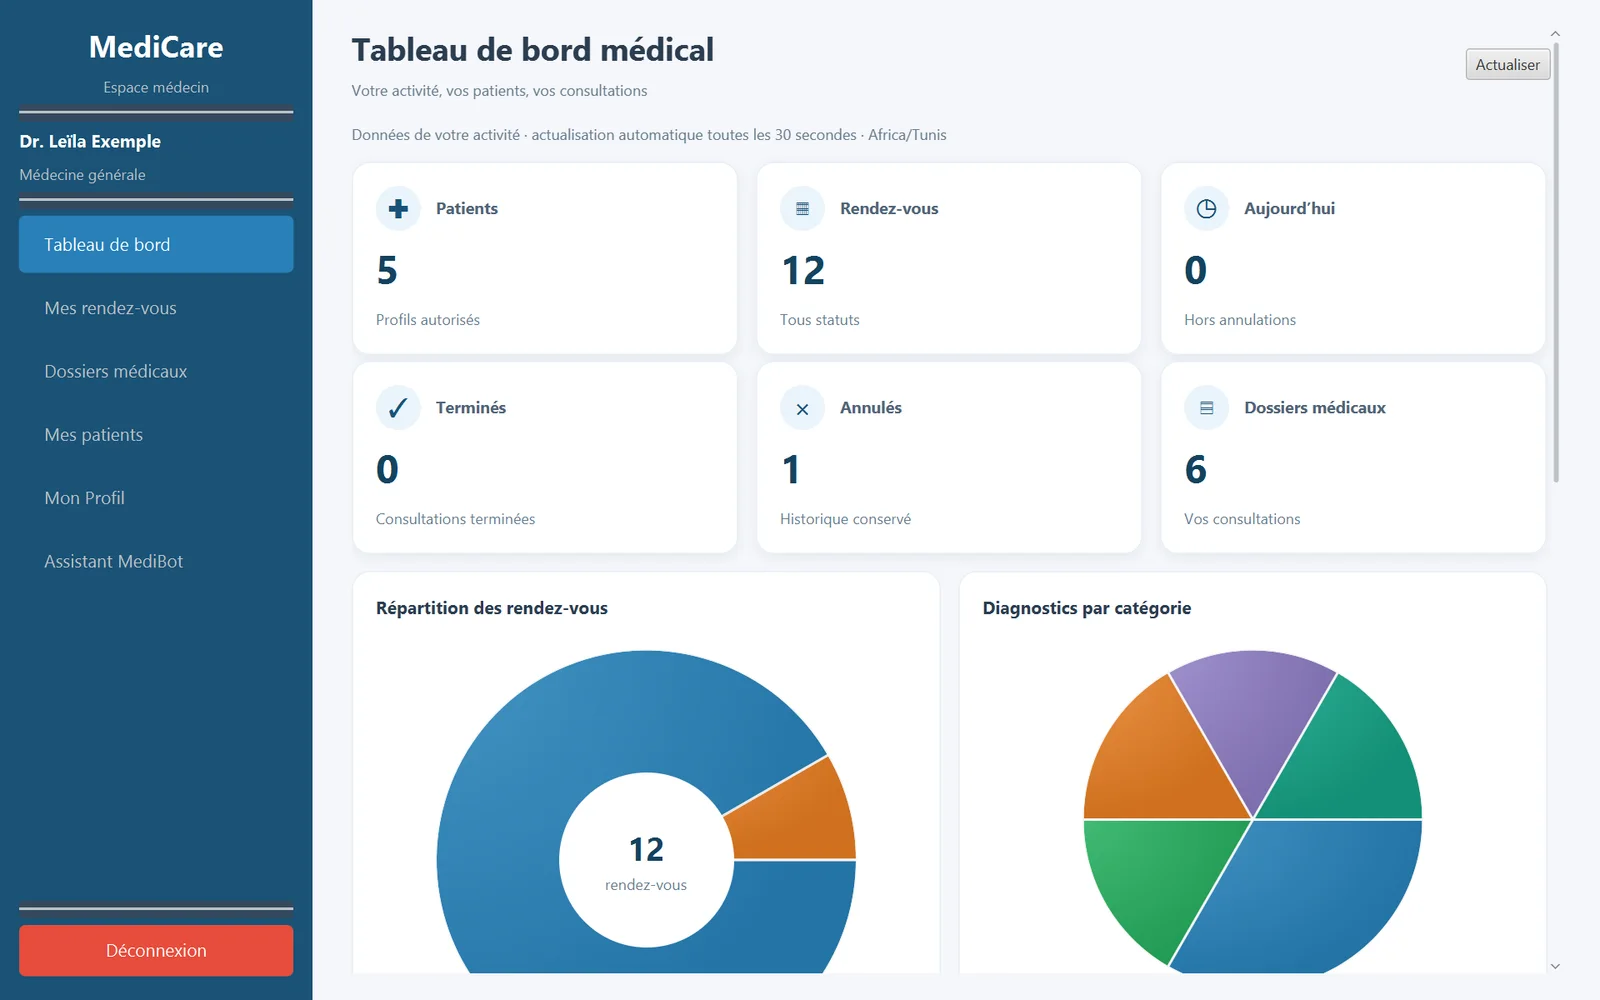 MediCare
Espace médecin
Dr. Leïla Exemple
Médecine générale
Tableau de bord
Mes rendez-vous
Dossiers médicaux
Mes patients
Mon Profil
Assistant MediBot
Déconnexion
Tableau de bord médical
Votre activité, vos patients, vos consultations
Actualiser
Données de votre activité · actualisation automatique toutes les 30 secondes · Africa/Tunis
Patients
5
Profils autorisés
Rendez-vous
12
Tous statuts
Aujourd'hui
0
Hors annulations
Terminés
0
Consultations terminées
Annulés
1
Historique conservé
Dossiers médicaux
6
Vos consultations
Répartition des rendez-vous
12
rendez-vous
Diagnostics par catégorie